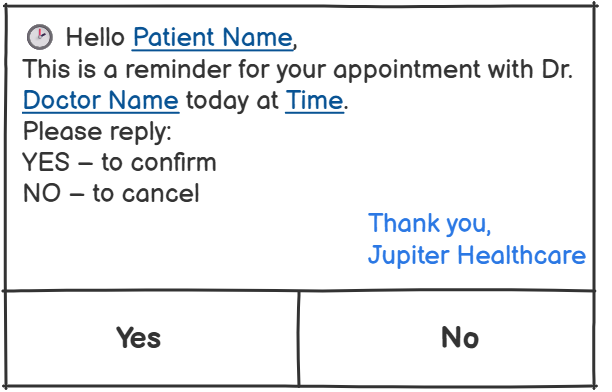 Hello Patient Name,
This is a reminder for your appointment with Dr.
Doctor Name today at Time.
Please reply:
YES – to confirm
NO – to cancel
Thank you,
Jupiter Healthcare
Yes
No